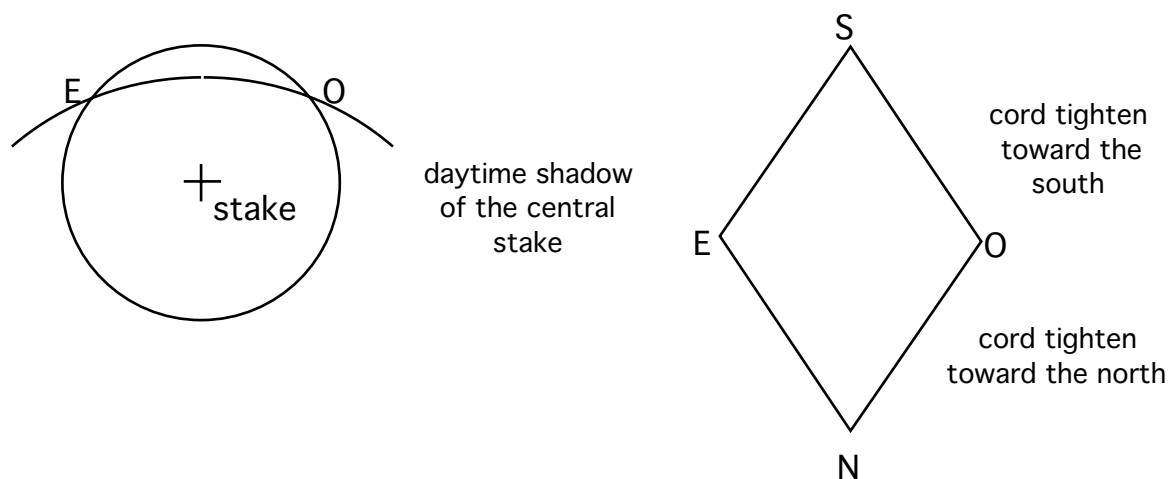 E
O
stake
daytime shadow
of the central
stake
S
E
O
N
cord tighten
toward the
south
cord tighten
toward the north